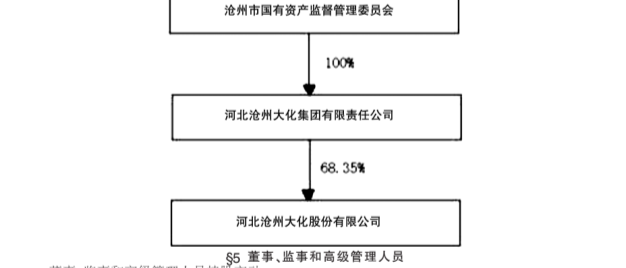 沧州市国有资产监督管理委员会
100%
河北沧州大化集团有限责任公司
68.35%
河北沧州大化股份有限公司
§5 董事、监事和高级管理人员